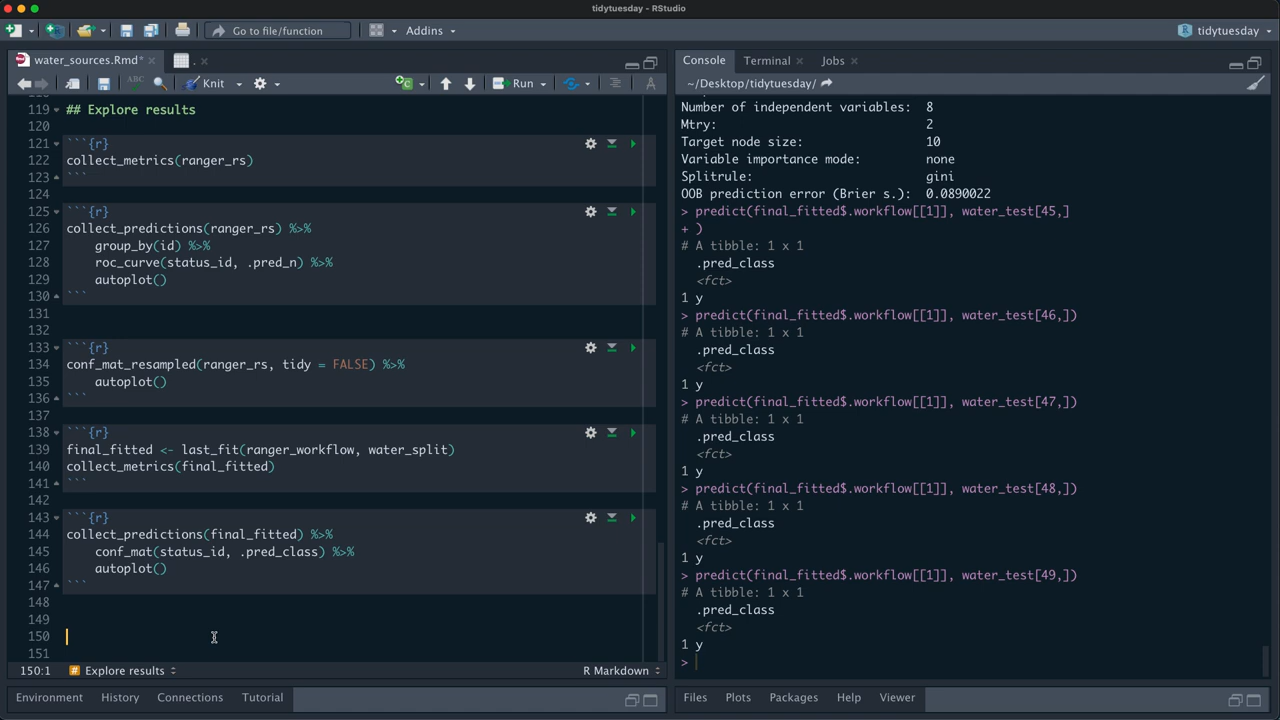 tidytuesday - RStudio
Go to file/function
Addins
tidytuesday
water_sources.Rmd*
.
ABC
Knit
Run
119 ## Explore results
120
121 ```{r}
122 collect_metrics(ranger_rs)
123 ```
124
125 ```{r}
126 collect_predictions(ranger_rs) %>%
127 group_by(id) %>%
128 roc_curve(status_id, .pred_n) %>%
129 autoplot()
130 ```
131
132
133 ```{r}
134 conf_mat_resampled(ranger_rs, tidy = FALSE) %>%
135 autoplot()
136 ```
137
138 ```{r}
139 final_fitted <- last_fit(ranger_workflow, water_split)
140 collect_metrics(final_fitted)
141 ```
142
143 ```{r}
144 collect_predictions(final_fitted) %>%
145 conf_mat(status_id, .pred_class) %>%
146 autoplot()
147 ```
148
149
150
151
150:1 # Explore results
R Markdown
Environment History Connections Tutorial
Console Terminal Jobs
~/Desktop/tidytuesday/
Number of independent variables: 8
Mtry: 2
Target node size: 10
Variable importance mode: none
Splitrule: gini
OOB prediction error (Brier s.): 0.0890022
> predict(final_fitted$.workflow[[1]], water_test[45,]
+ )
# A tibble: 1 x 1
.pred_class
<fct>
1 y
> predict(final_fitted$.workflow[[1]], water_test[46,])
# A tibble: 1 x 1
.pred_class
<fct>
1 y
> predict(final_fitted$.workflow[[1]], water_test[47,])
# A tibble: 1 x 1
.pred_class
<fct>
1 y
> predict(final_fitted$.workflow[[1]], water_test[48,])
# A tibble: 1 x 1
.pred_class
<fct>
1 y
> predict(final_fitted$.workflow[[1]], water_test[49,])
# A tibble: 1 x 1
.pred_class
<fct>
1 y
>
Files Plots Packages Help Viewer